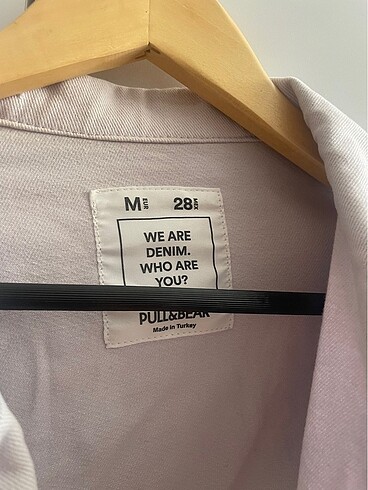 M EUR 28 MEX
WE ARE
DENIM.
WHO ARE
YOU?
PULL&BEAR
Made in Turkey